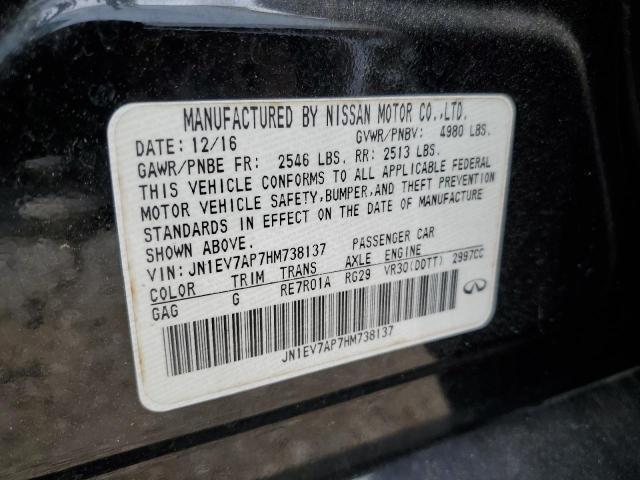 MANUFACTURED BY NISSAN MOTOR CO.,LTD.
DATE: 12/16 GVWR/PNBV: 4980 LBS.
GAWR/PNBE FR: 2546 LBS. RR: 2513 LBS.
THIS VEHICLE CONFORMS TO ALL APPLICABLE FEDERAL
MOTOR VEHICLE SAFETY, BUMPER, AND THEFT PREVENTION
STANDARDS IN EFFECT ON THE DATE OF MANUFACTURE
SHOWN ABOVE.
VIN: JN1EV7AP7HM738137 PASSENGER CAR
COLOR TRIM TRANS AXLE ENGINE
GAG G RE7R01A RG29 VR30(DDTT) 2997CC
JN1EV7AP7HM738137